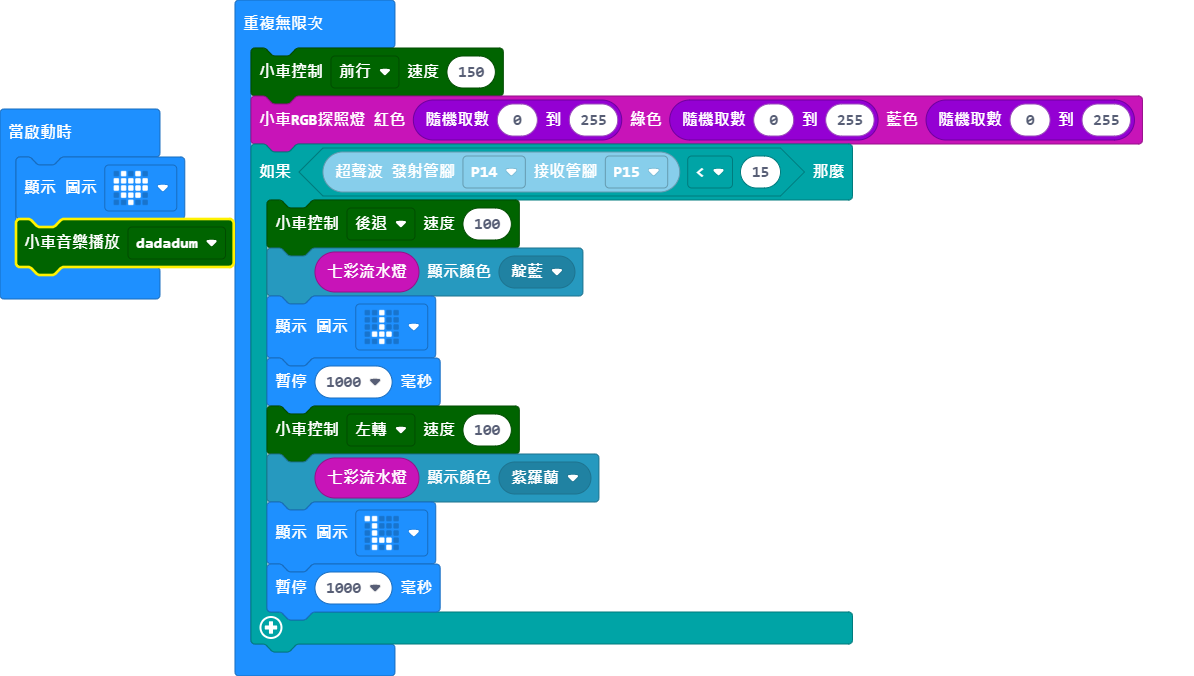 當啟動時
顯示 圖示
小車音樂播放 dadadum
重複無限次
小車控制 前行 速度 150
小車RGB探照燈 紅色 隨機取數 0 到 255 綠色 隨機取數 0 到 255 藍色 隨機取數 0 到 255
如果 超聲波 發射管腳 P14 接收管腳 P15 < 15 那麼
小車控制 後退 速度 100
七彩流水燈 顯示顏色 靛藍
顯示 圖示
暫停 1000 毫秒
小車控制 左轉 速度 100
七彩流水燈 顯示顏色 紫羅蘭
顯示 圖示
暫停 1000 毫秒